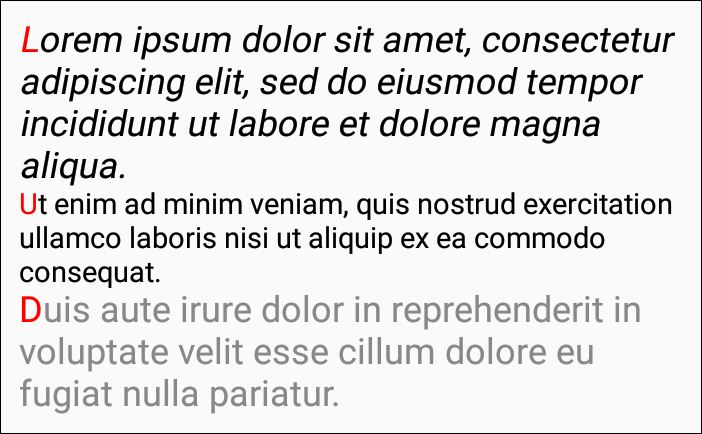 Lorem ipsum dolor sit amet, consectetur
adipiscing elit, sed do eiusmod tempor
incididunt ut labore et dolore magna
aliqua.
Ut enim ad minim veniam, quis nostrud exercitation
ullamco laboris nisi ut aliquip ex ea commodo
consequat.
Duis aute irure dolor in reprehenderit in
voluptate velit esse cillum dolore eu
fugiat nulla pariatur.